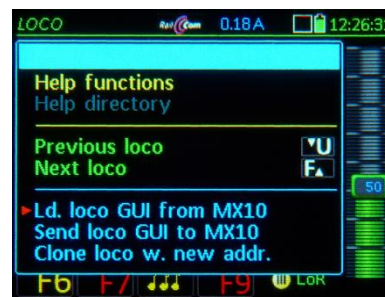 LOCO RailCom 0.18 A 12:26:3
Help functions
Help directory
Previous loco U
Next loco F
50
Ld. loco GUI from MX10
Send loco GUI to MX10
Clone loco w. new addr.
F6 F7 F9 LoR